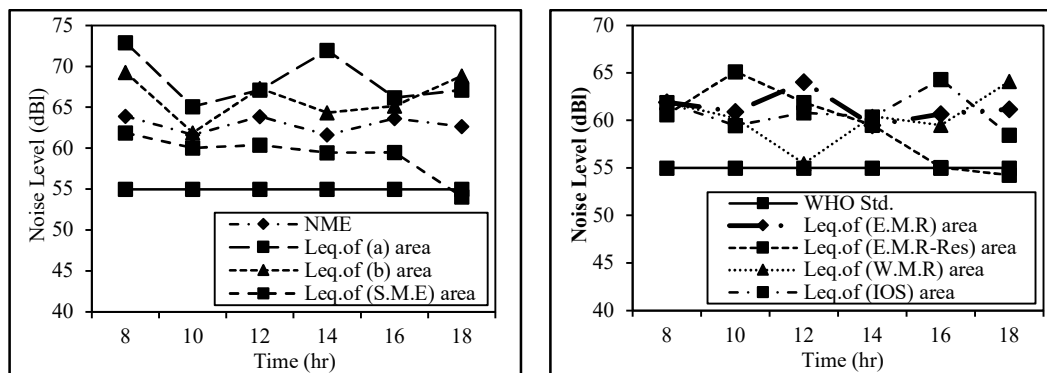 75
70
65
60
55
50
45
40
Noise Level (dBl)
NME
Leq.of (a) area
Leq.of (b) area
Leq.of (S.M.E) area
8 10 12 14 16 18
Time (hr)
70
65
60
55
50
45
40
Noise Level (dBl)
WHO Std.
Leq.of (E.M.R) area
Leq.of (E.M.R-Res) area
Leq.of (W.M.R) area
Leq.of (IOS) area
8 10 12 14 16 18
Time (hr)